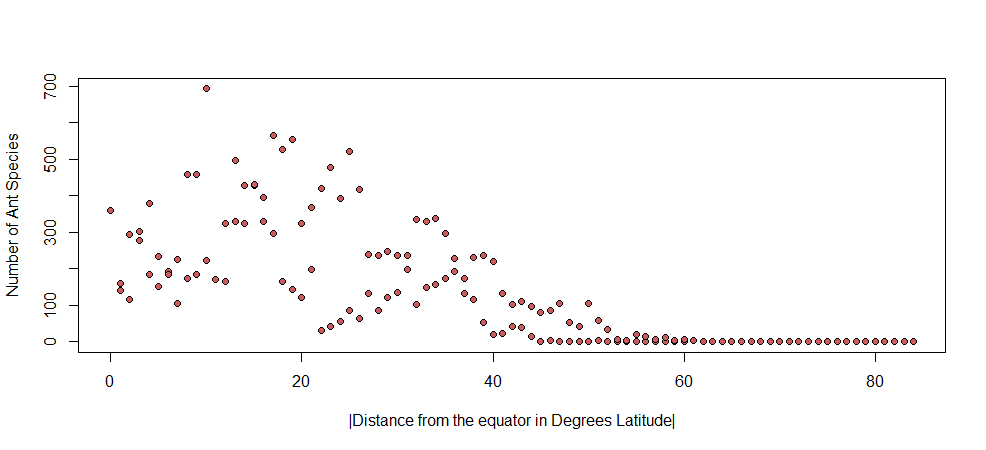 700
500
300
100
0
Number of Ant Species
0 20 40 60 80
|Distance from the equator in Degrees Latitude|